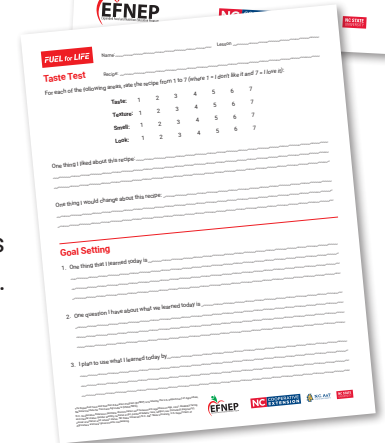 EFNEP
NC STATE
FUEL for LIFE
Name: Lesson:
Taste Test
Recipe:
For each of the following areas, rate the recipe from 1 to 7 (where 1 = I don't like it and 7 = I love it):
Taste: 1 2 3 4 5 6 7
Texture: 1 2 3 4 5 6 7
Smell: 1 2 3 4 5 6 7
Look: 1 2 3 4 5 6 7
One thing I liked about this recipe:
One thing I would change about this recipe:
s
.
Goal Setting
1. One thing that I learned today is
2. One question I have about what we learned today is
3. I plan to use what I learned today by
EFNEP NC COOPERATIVE EXTENSION NC A&T NC STATE